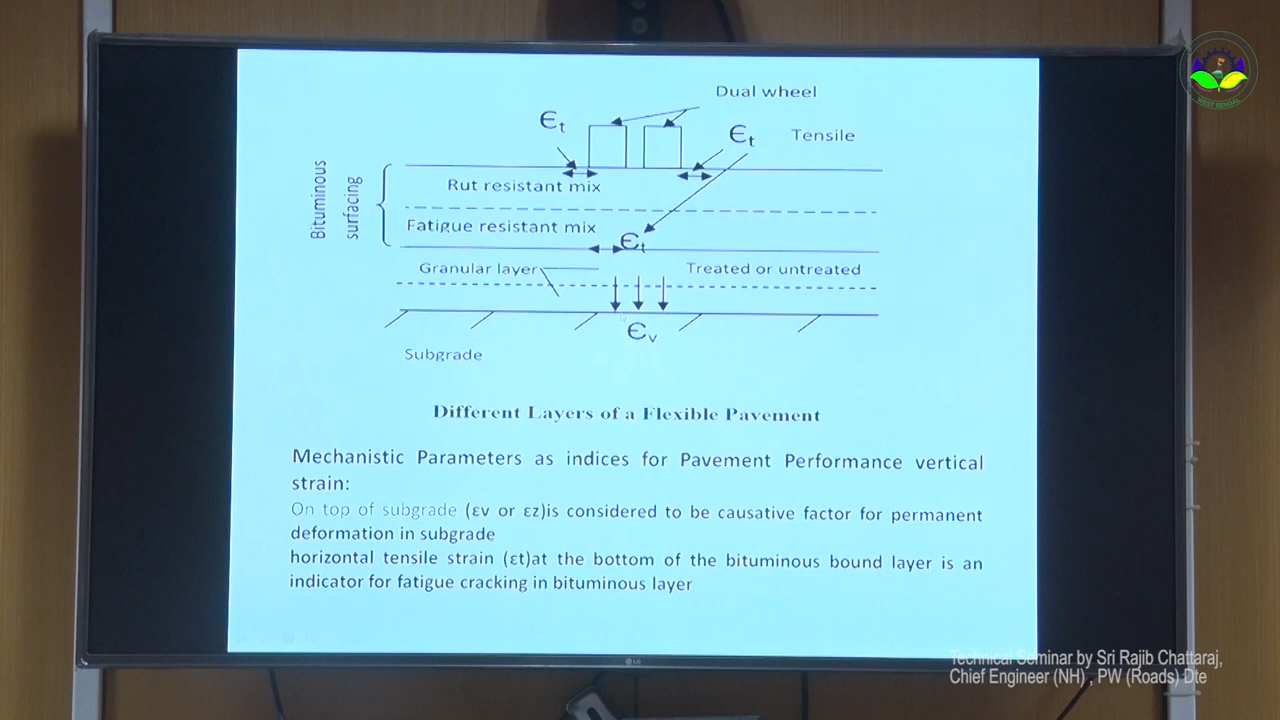 Dual wheel
Єt
Єt
Tensile
Bituminous
surfacing
Rut resistant mix
Fatigue resistant mix
Єt
Granular layer
Treated or untreated
Єv
Subgrade
Different Layers of a Flexible Pavement
Mechanistic Parameters as indices for Pavement Performance vertical
strain:
On top of subgrade (εv or εz)is considered to be causative factor for permanent
deformation in subgrade
horizontal tensile strain (εt)at the bottom of the bituminous bound layer is an
indicator for fatigue cracking in bituminous layer
LG
WEST BENGAL
Technical Seminar by Sri Rajib Chattaraj,
Chief Engineer (NH) , PW (Roads) Dte